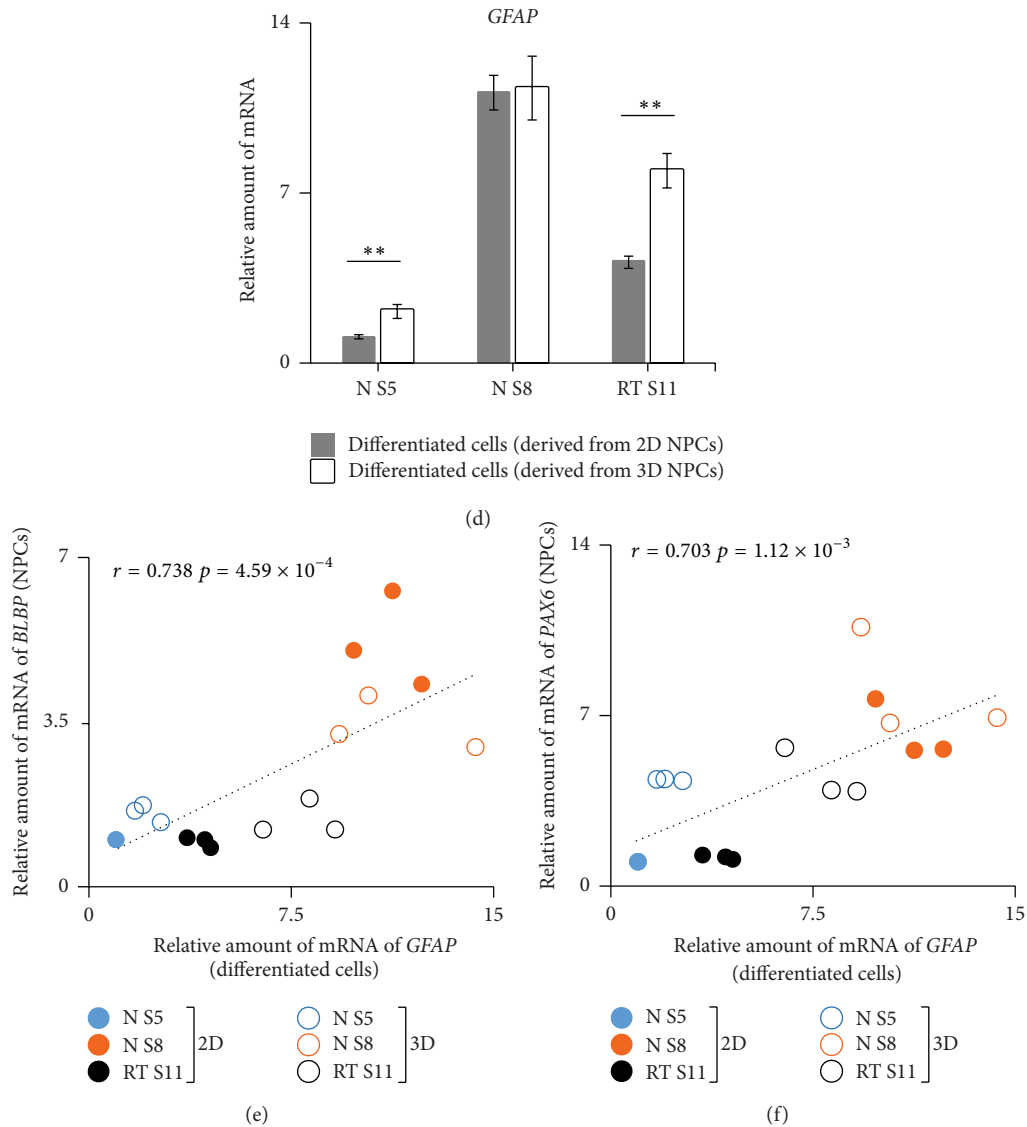 GFAP
Relative amount of mRNA
14
7
0
**
**
N S5 N S8 RT S11
Differentiated cells (derived from 2D NPCs)
Differentiated cells (derived from 3D NPCs)
(d)
Relative amount of mRNA of BLBP (NPCs)
7
3.5
0
r = 0.738 p = 4.59 × 10⁻⁴
0 7.5 15
Relative amount of mRNA of GFAP
(differentiated cells)
N S5
N S8
RT S11
2D
N S5
N S8
RT S11
3D
(e)
Relative amount of mRNA of PAX6 (NPCs)
14
7
0
r = 0.703 p = 1.12 × 10⁻³
0 7.5 15
Relative amount of mRNA of GFAP
(differentiated cells)
N S5
N S8
RT S11
2D
N S5
N S8
RT S11
3D
(f)